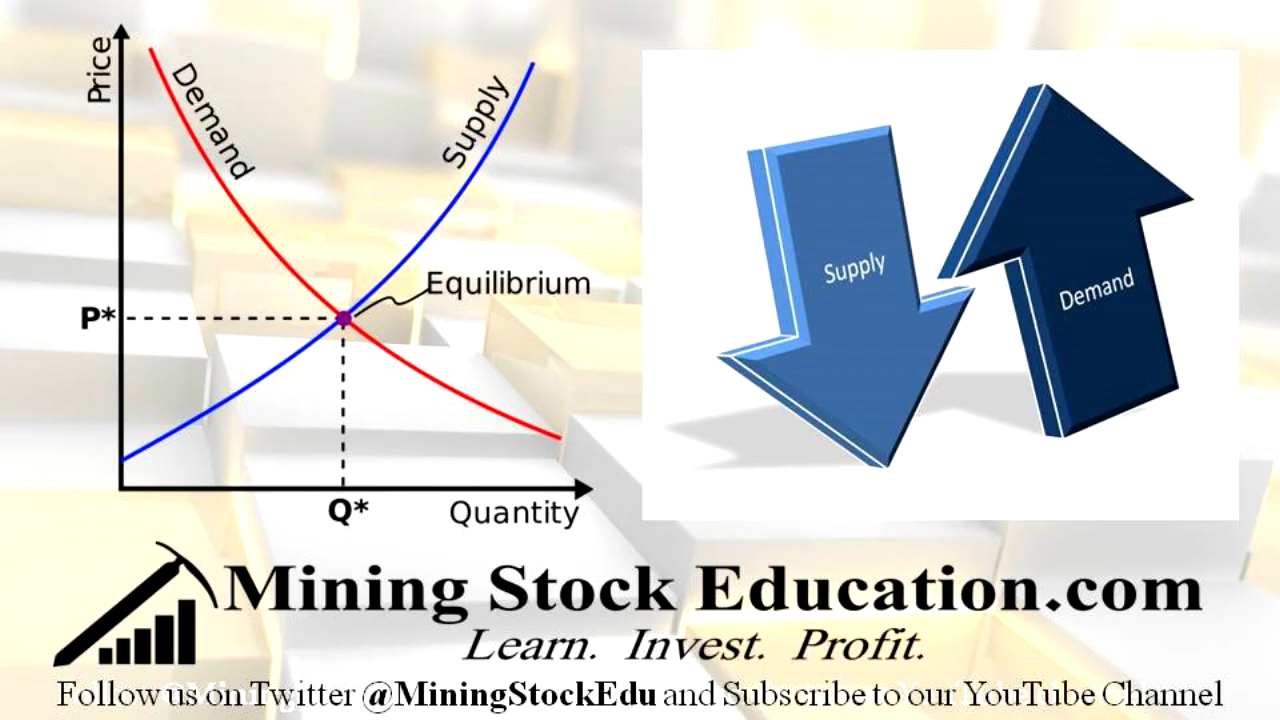 Price
Demand
Supply
Equilibrium
P*
Q*
Quantity
Supply
Demand
Mining Stock Education.com
Learn. Invest. Profit.
Follow us on Twitter @MiningStockEdu and Subscribe to our YouTube Channel